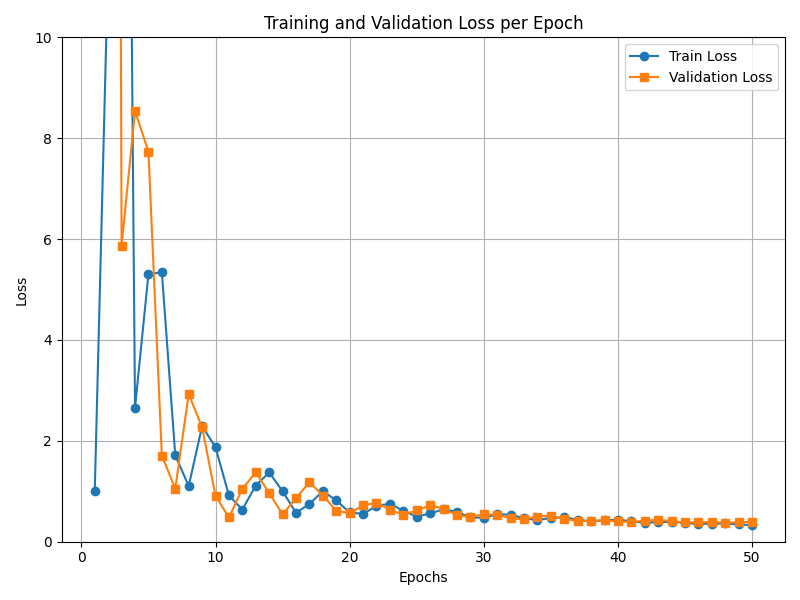 Training and Validation Loss per Epoch
Train Loss
Validation Loss
Loss
10
8
6
4
2
0
0 10 20 30 40 50
Epochs